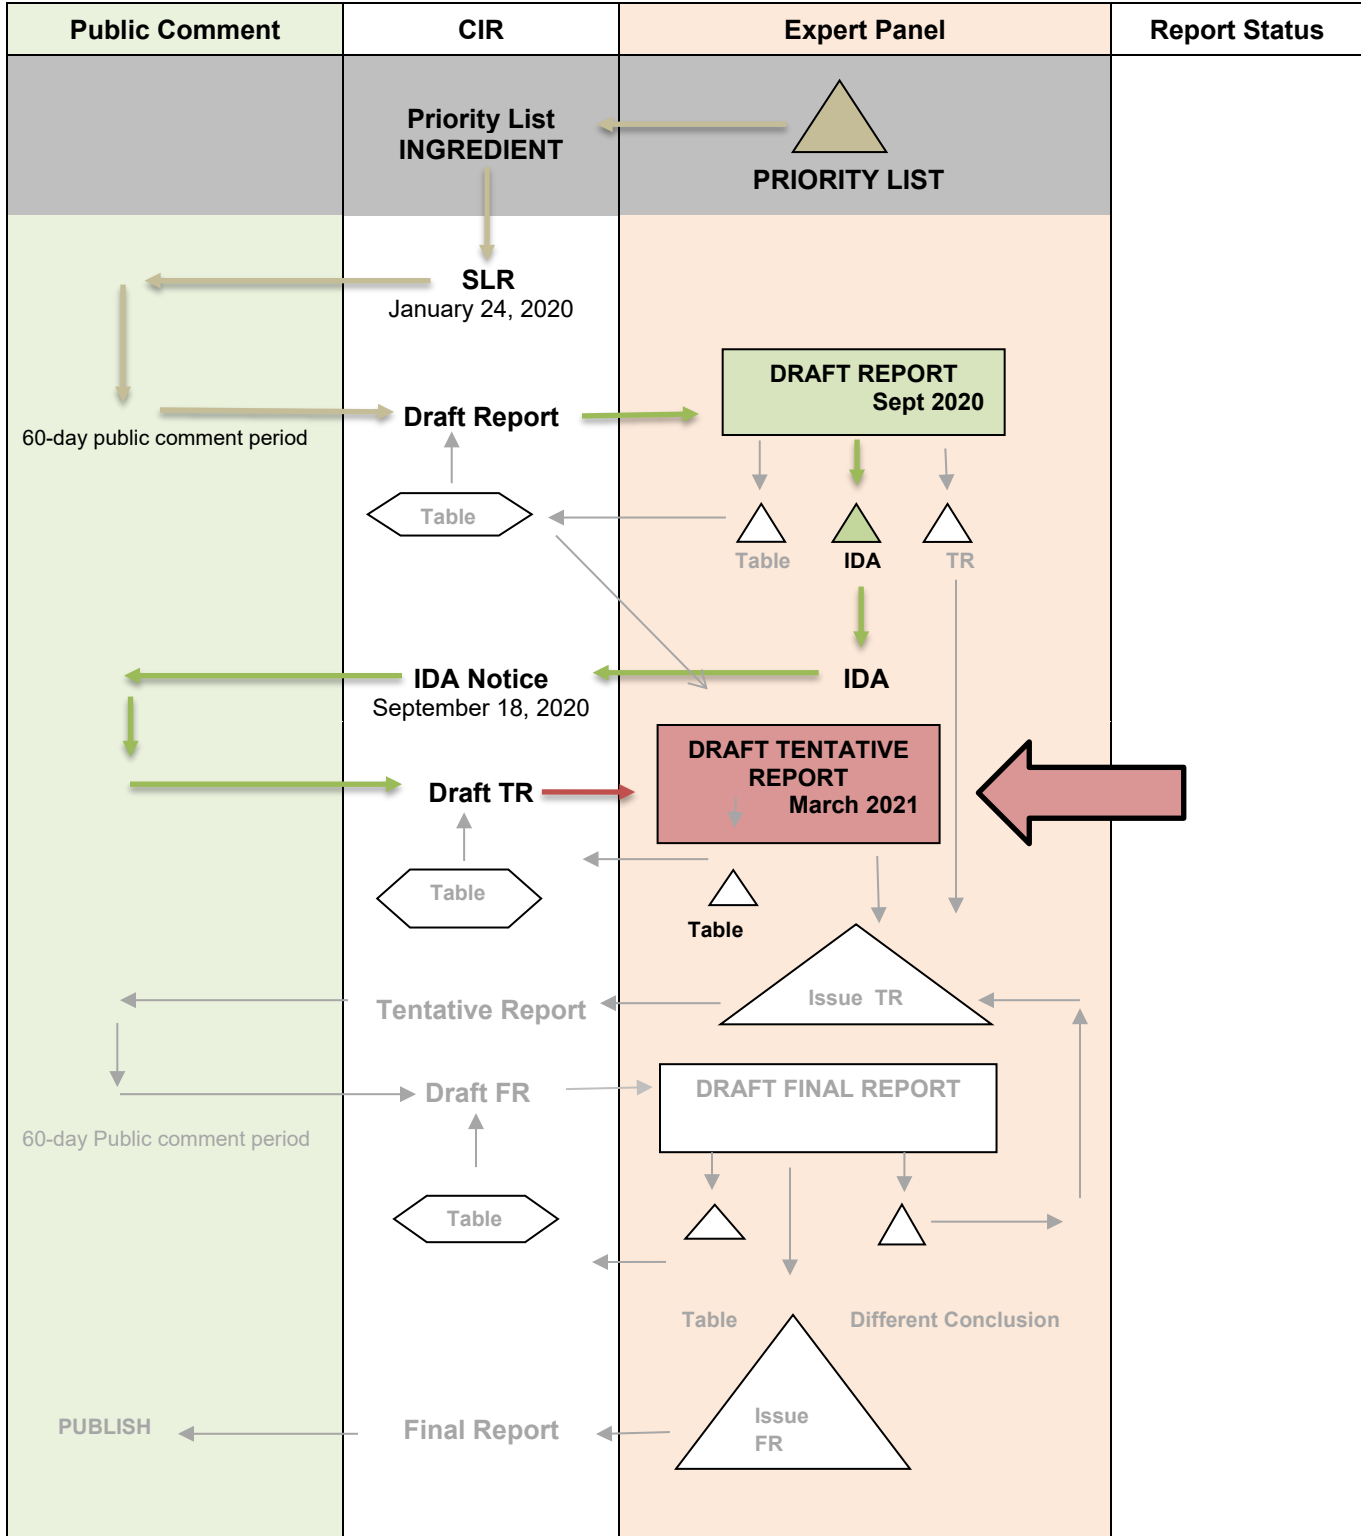 Public Comment
CIR
Expert Panel
Report Status
Priority List
INGREDIENT
PRIORITY LIST
SLR
January 24, 2020
60-day public comment period
Draft Report
DRAFT REPORT
Sept 2020
Table
Table
IDA
TR
IDA Notice
September 18, 2020
IDA
Draft TR
DRAFT TENTATIVE
REPORT
March 2021
Table
Table
Tentative Report
Issue TR
60-day Public comment period
Draft FR
DRAFT FINAL REPORT
Table
Table
Different Conclusion
PUBLISH
Final Report
Issue
FR